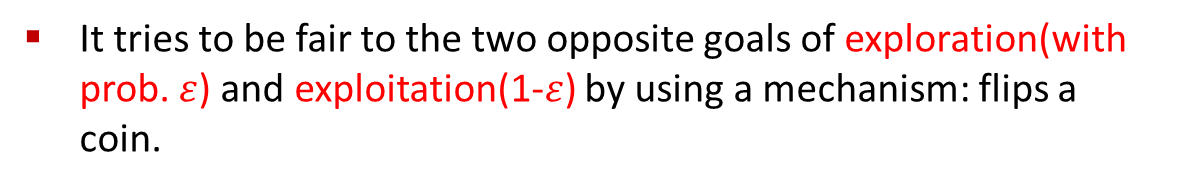 ▪ It tries to be fair to the two opposite goals of exploration(with
prob. ε) and exploitation(1-ε) by using a mechanism: flips a
coin.